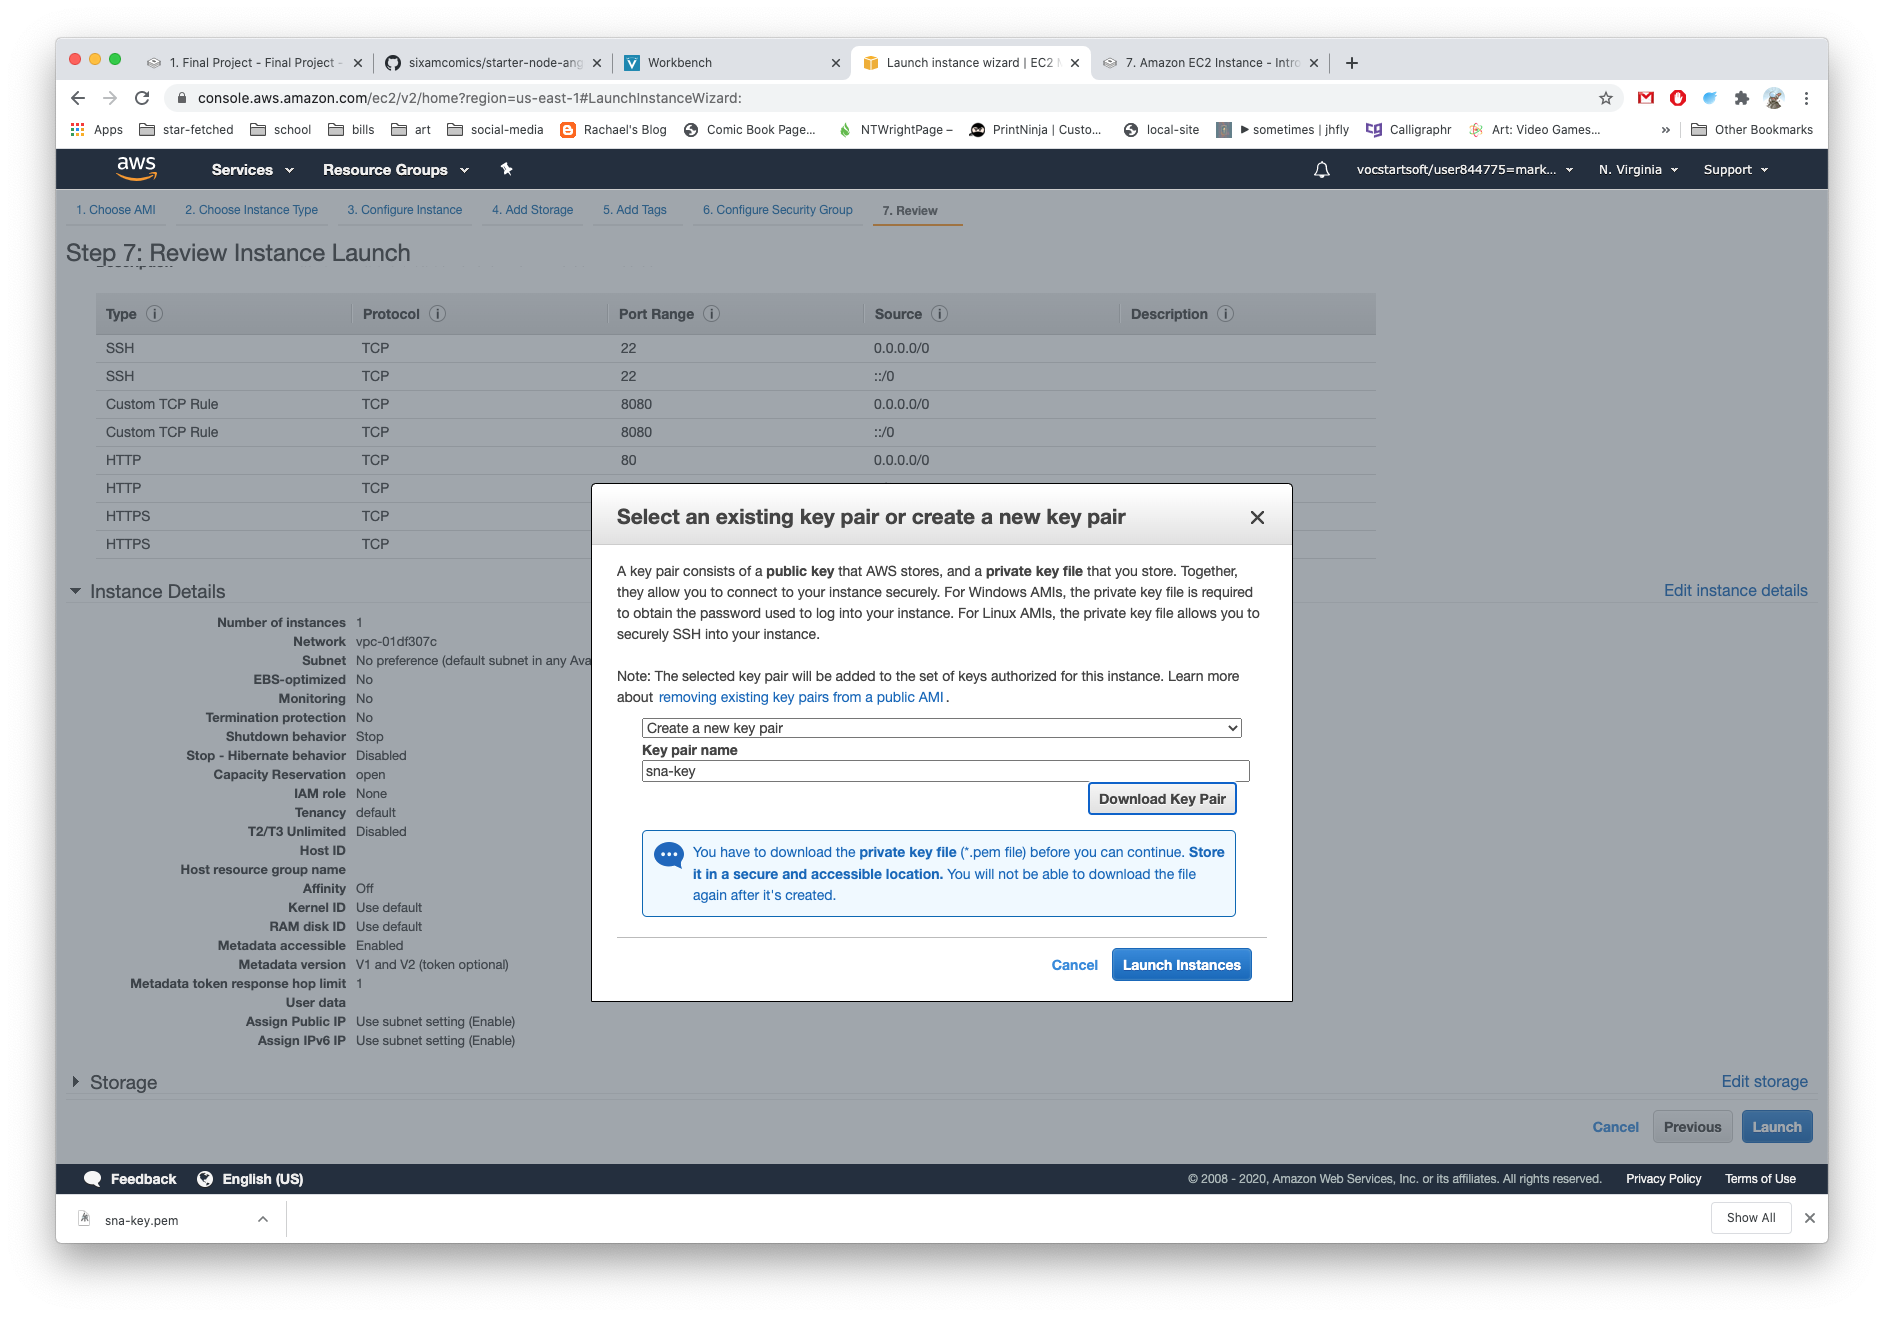 1. Final Project - Final Project -
sixamcomics/starter-node-ang
Workbench
Launch instance wizard | EC2 M
7. Amazon EC2 Instance - Intro
console.aws.amazon.com/ec2/v2/home?region=us-east-1#LaunchInstanceWizard:
Apps star-fetched school bills art social-media Rachael's Blog Comic Book Page... NTWrightPage – PrintNinja | Custo... local-site ►sometimes | jhfly Calligraphr Art: Video Games... » Other Bookmarks
aws Services Resource Groups vocstartsoft/user844775=mark... N. Virginia Support
1. Choose AMI 2. Choose Instance Type 3. Configure Instance 4. Add Storage 5. Add Tags 6. Configure Security Group 7. Review
Step 7: Review Instance Launch
Description
Type Protocol Port Range Source Description
SSH TCP 22 0.0.0.0/0
SSH TCP 22 ::/0
Custom TCP Rule TCP 8080 0.0.0.0/0
Custom TCP Rule TCP 8080 ::/0
HTTP TCP 80 0.0.0.0/0
HTTP TCP
HTTPS TCP
HTTPS TCP
Select an existing key pair or create a new key pair
A key pair consists of a public key that AWS stores, and a private key file that you store. Together,
they allow you to connect to your instance securely. For Windows AMIs, the private key file is required
to obtain the password used to log into your instance. For Linux AMIs, the private key file allows you to
securely SSH into your instance.
Note: The selected key pair will be added to the set of keys authorized for this instance. Learn more
about removing existing key pairs from a public AMI.
Create a new key pair
Key pair name
sna-key
Download Key Pair
You have to download the private key file (*.pem file) before you can continue. Store
it in a secure and accessible location. You will not be able to download the file
again after it's created.
Cancel Launch Instances
Instance Details Edit instance details
Number of instances 1
Network vpc-01df307c
Subnet No preference (default subnet in any Ava
EBS-optimized No
Monitoring No
Termination protection No
Shutdown behavior Stop
Stop - Hibernate behavior Disabled
Capacity Reservation open
IAM role None
Tenancy default
T2/T3 Unlimited Disabled
Host ID
Host resource group name
Affinity Off
Kernel ID Use default
RAM disk ID Use default
Metadata accessible Enabled
Metadata version V1 and V2 (token optional)
Metadata token response hop limit 1
User data
Assign Public IP Use subnet setting (Enable)
Assign IPv6 IP Use subnet setting (Enable)
Storage Edit storage
Cancel Previous Launch
Feedback English (US) © 2008 - 2020, Amazon Web Services, Inc. or its affiliates. All rights reserved. Privacy Policy Terms of Use
sna-key.pem Show All